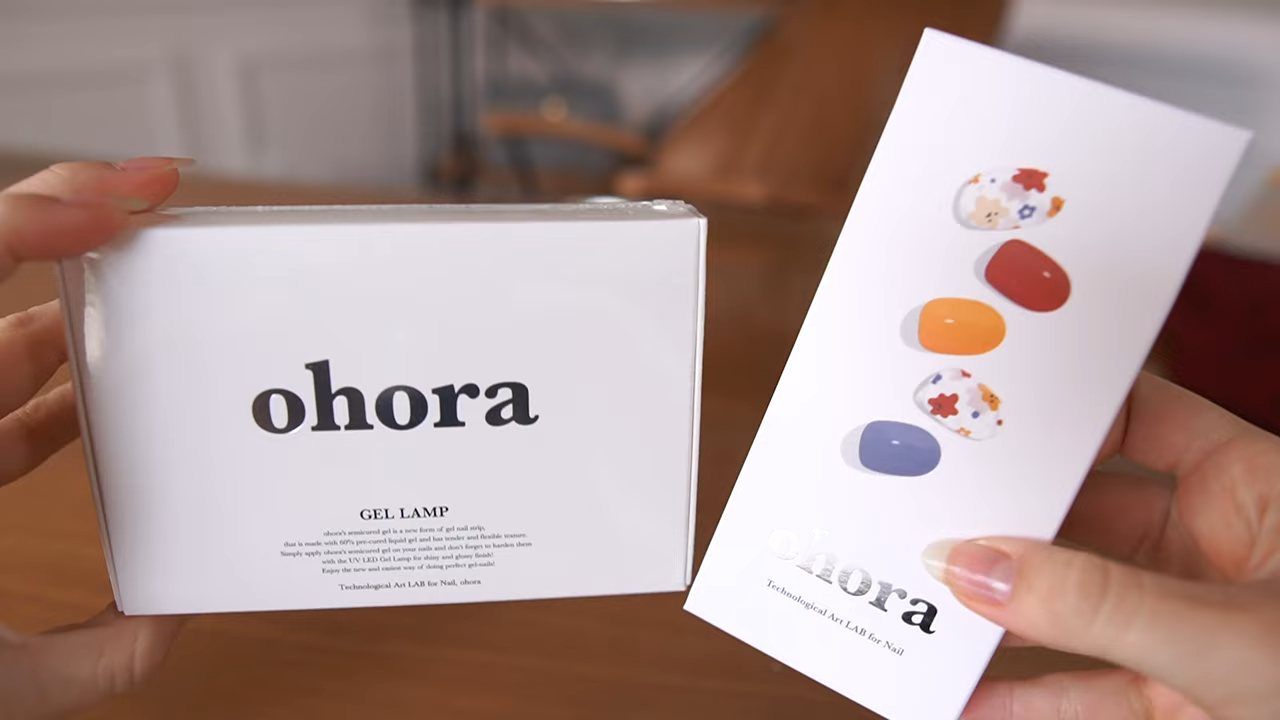 ohora
GEL LAMP
ohora's semicured gel is a new form of gel nail strip,
that is made with 60% pre-cured liquid gel and has tender and flexible texture.
Simply apply ohora's semicured gel on your nails and don't forget to harden them
with the UV LED Gel Lamp for shiny and glossy finish!
Enjoy the new and easiest way of doing perfect gel-nails!
Technological Art LAB for Nail, ohora
ohora
Technological Art LAB for Nail